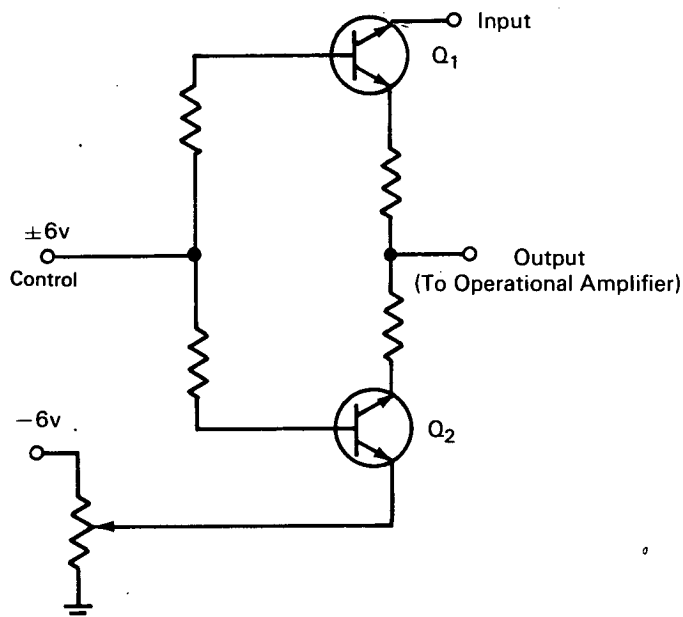 Input
Q1
±6v
Control
Output
(To Operational Amplifier)
−6v
Q2